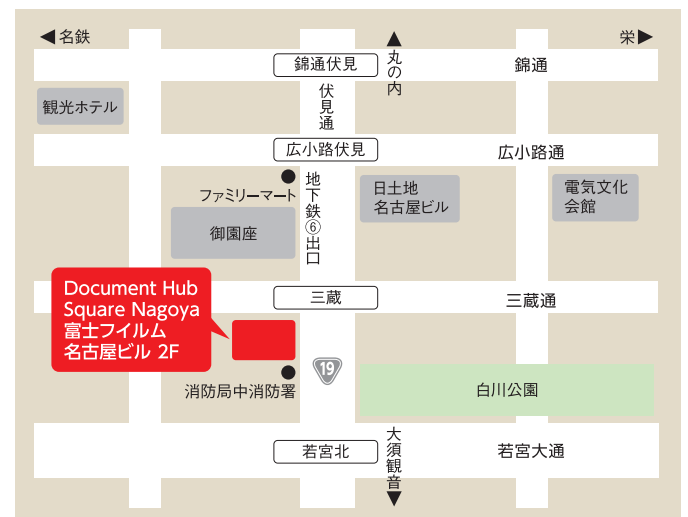 ◀名鉄
栄▶
錦通伏見
丸の内
錦通
伏見通
観光ホテル
広小路伏見
広小路通
ファミリーマート
地下鉄⑥出口
日土地
名古屋ビル
電気文化
会館
御園座
Document Hub
Square Nagoya
富士フイルム
名古屋ビル 2F
三蔵
三蔵通
19
消防局中消防署
白川公園
若宮北
大須観音
若宮大通